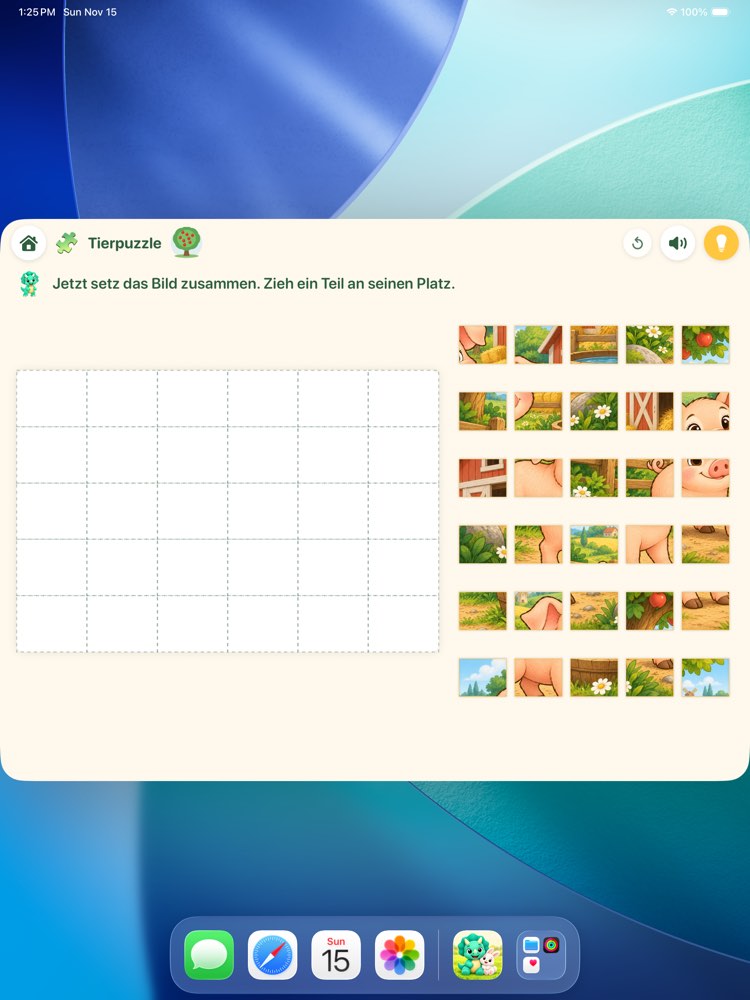 1:25 PM Sun Nov 15
100%
Tierpuzzle
Jetzt setz das Bild zusammen. Zieh ein Teil an seinen Platz.
Sun
15